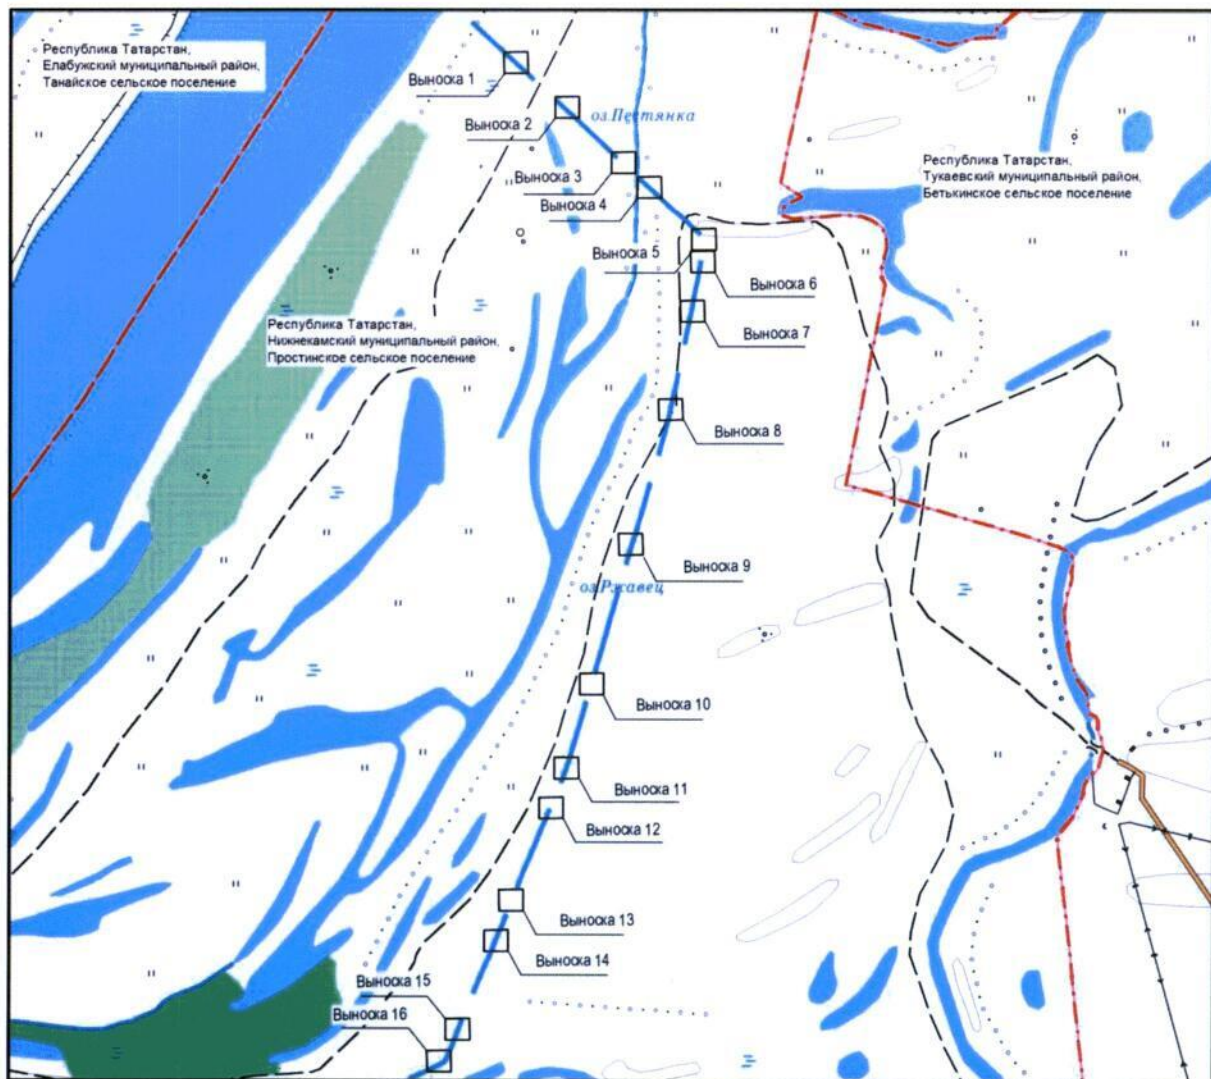 Республика Татарстан,
Елабужский муниципальный район,
Танайское сельское поселение
Выноска 1
Выноска 2
оз.Пестянка
Выноска 3
Выноска 4
Республика Татарстан,
Тукаевский муниципальный район,
Бетькинское сельское поселение
Выноска 5
Выноска 6
Выноска 7
Республика Татарстан,
Нижнекамский муниципальный район,
Простинское сельское поселение
Выноска 8
Выноска 9
оз.Ржавец
Выноска 10
Выноска 11
Выноска 12
Выноска 13
Выноска 14
Выноска 15
Выноска 16